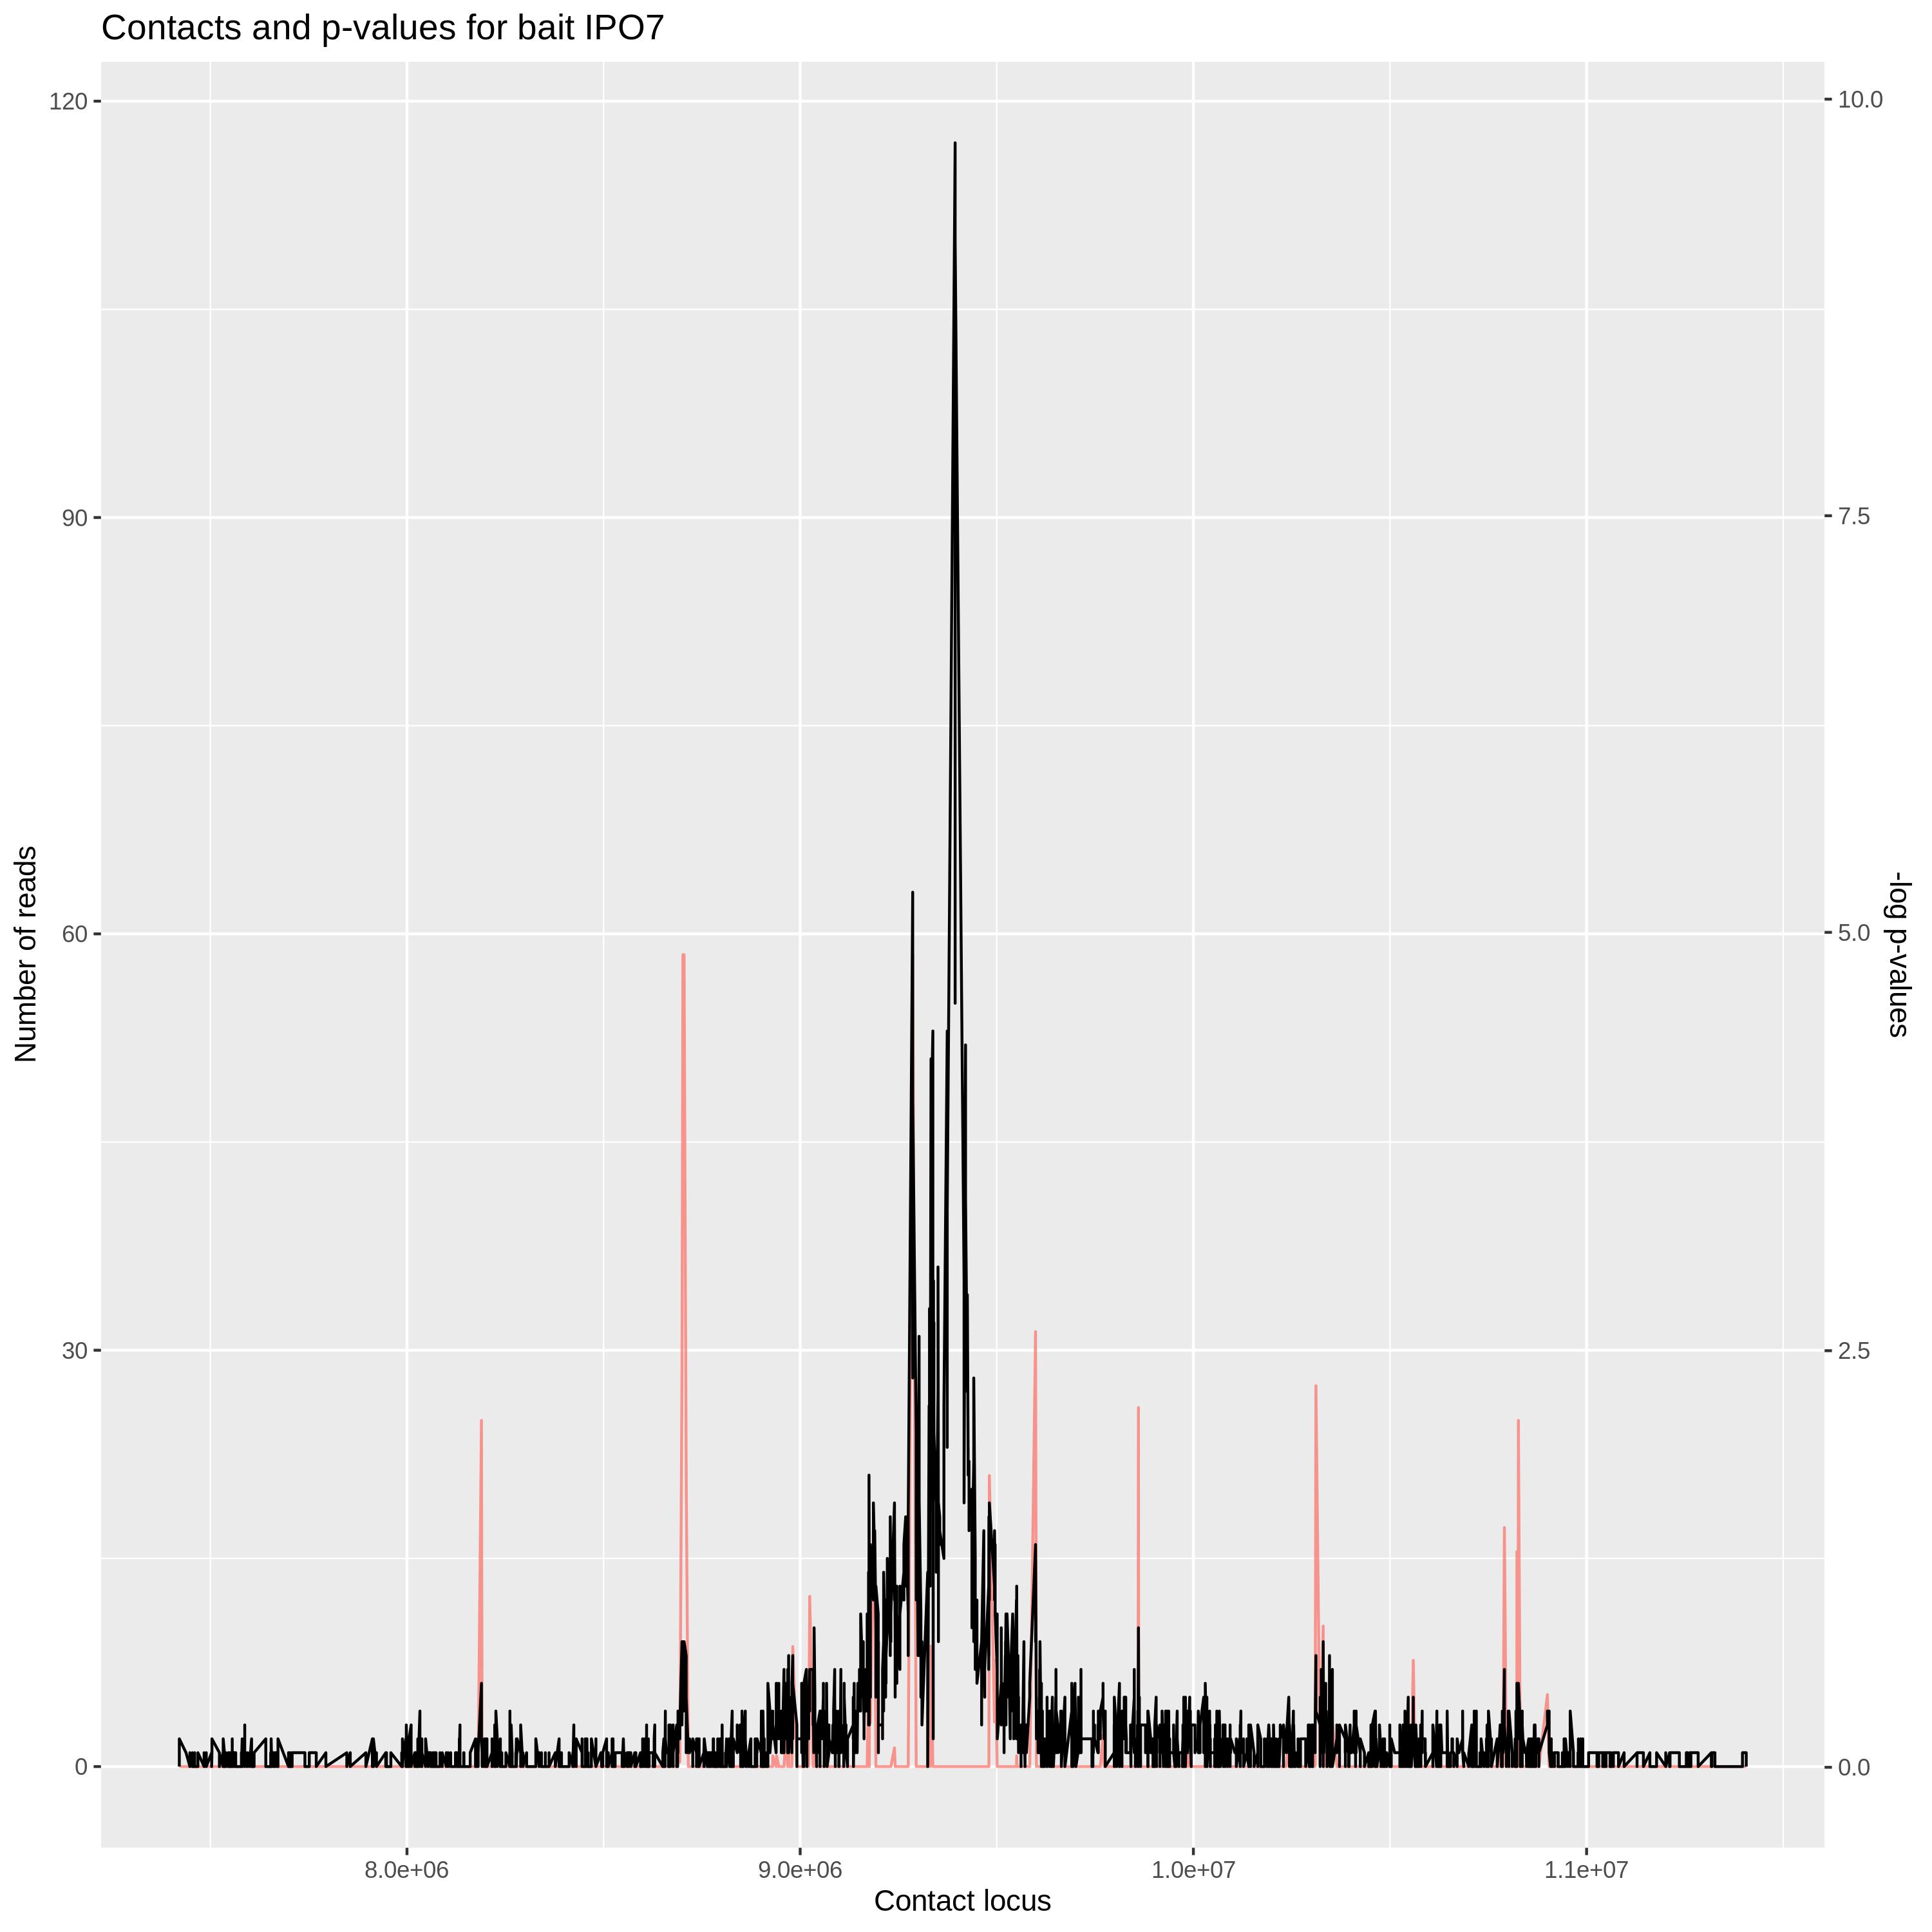 Contacts and p-values for bait IPO7
120
90
60
30
0
Number of reads
10.0
7.5
5.0
2.5
0.0
-log p-values
8.0e+06
9.0e+06
1.0e+07
1.1e+07
Contact locus